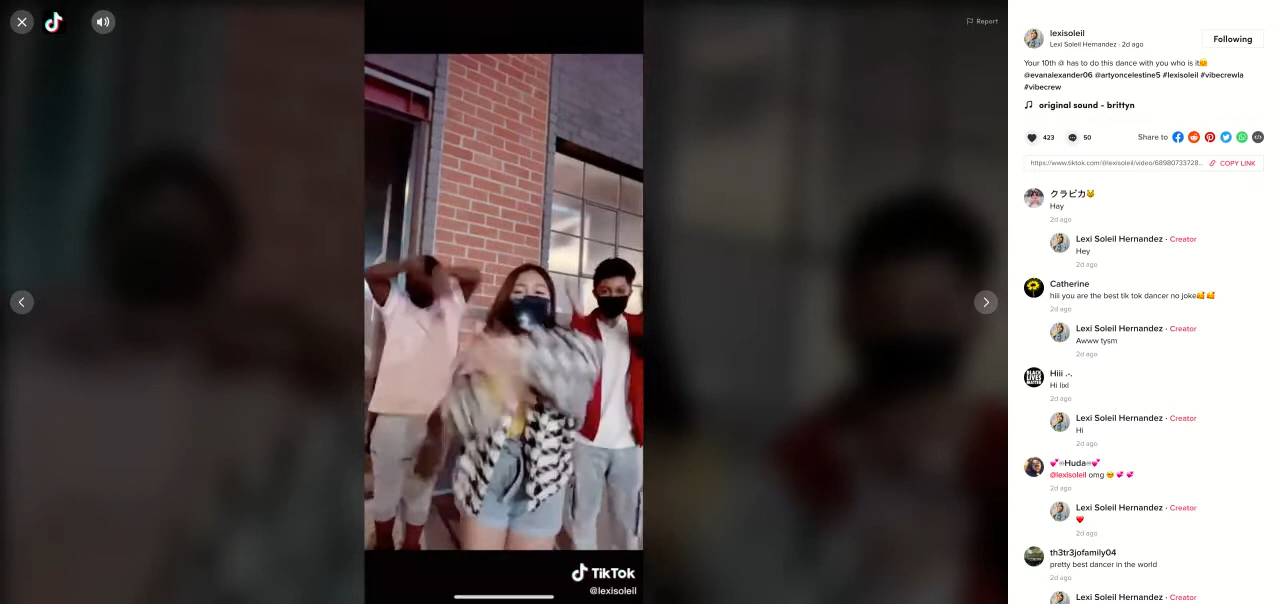 Report
TikTok
@lexisoleil
lexisoleil
Lexi Soleil Hernandez · 2d ago
Following
Your 10th @ has to do this dance with you who is it😊
@evanalexander06 @artyoncelestine5 #lexisoleil #vibecrewla
#vibecrew
original sound - brittyn
423
50
Share to
https://www.tiktok.com/@lexisoleil/video/68980733728...
COPY LINK
クラピカ😼
Hay
2d ago
Lexi Soleil Hernandez · Creator
Hey
2d ago
Catherine
hiii you are the best tik tok dancer no joke🥰🥰
2d ago
Lexi Soleil Hernandez · Creator
Awww tysm
2d ago
BLACK
LIVES
MATTER
Hiii .-.
Hi lixi
2d ago
Lexi Soleil Hernandez · Creator
Hi
2d ago
💕♾Huda♾💕
@lexisoleil omg 🥺 💞 💞
2d ago
Lexi Soleil Hernandez · Creator
❤️
2d ago
th3tr3jofamily04
pretty best dancer in the world
2d ago
Lexi Soleil Hernandez · Creator